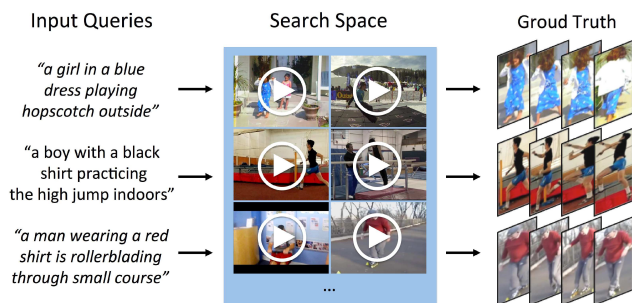 Input Queries
Search Space
Groud Truth
“a girl in a blue
dress playing
hopscotch outside”
“a boy with a black
shirt practicing
the high jump indoors”
“a man wearing a red
shirt is rollerblading
through small course”
...